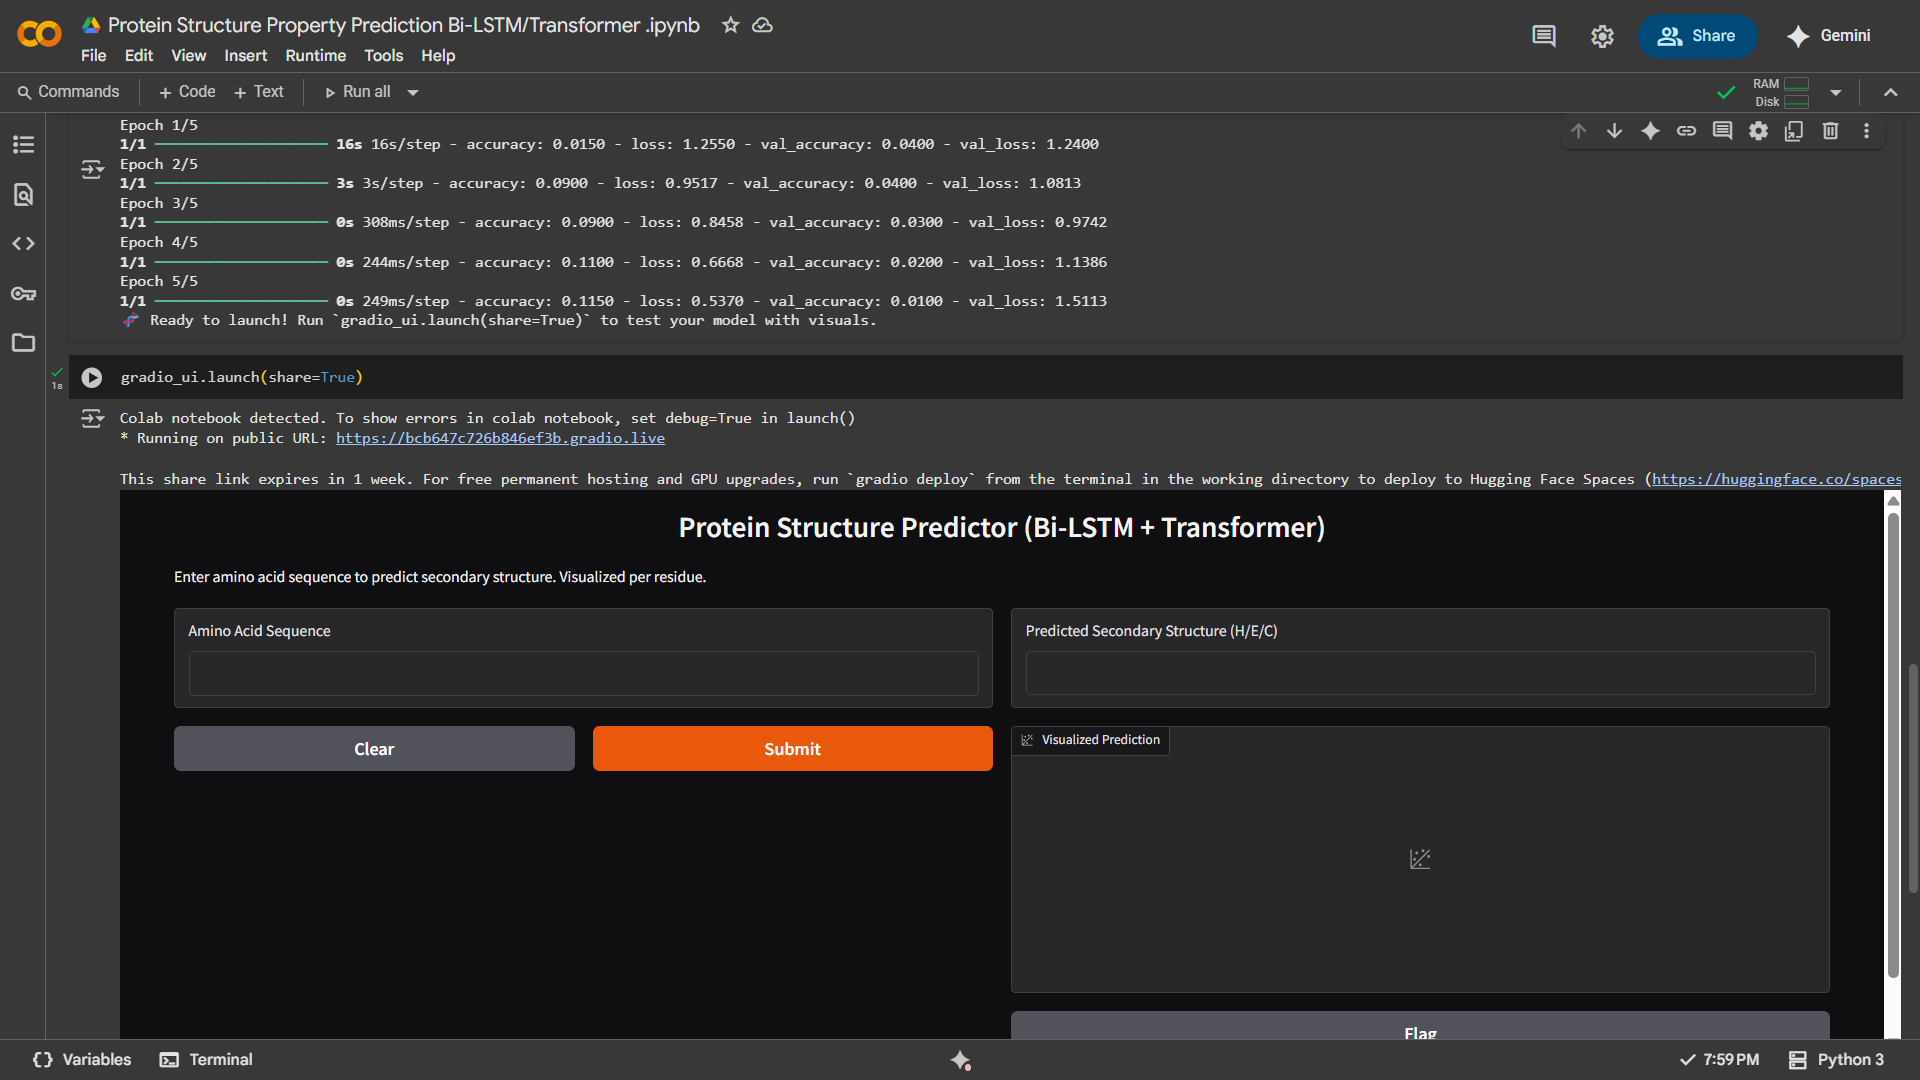 Protein Structure Property Prediction Bi-LSTM/Transformer .ipynb
File Edit View Insert Runtime Tools Help
Share
Gemini
Commands + Code + Text Run all
RAM
Disk
Epoch 1/5
1/1 ━━━━━━━━━━━━━━━━━━━━ 16s 16s/step - accuracy: 0.0150 - loss: 1.2550 - val_accuracy: 0.0400 - val_loss: 1.2400
Epoch 2/5
1/1 ━━━━━━━━━━━━━━━━━━━━ 3s 3s/step - accuracy: 0.0900 - loss: 0.9517 - val_accuracy: 0.0400 - val_loss: 1.0813
Epoch 3/5
1/1 ━━━━━━━━━━━━━━━━━━━━ 0s 308ms/step - accuracy: 0.0900 - loss: 0.8458 - val_accuracy: 0.0300 - val_loss: 0.9742
Epoch 4/5
1/1 ━━━━━━━━━━━━━━━━━━━━ 0s 244ms/step - accuracy: 0.1100 - loss: 0.6668 - val_accuracy: 0.0200 - val_loss: 1.1386
Epoch 5/5
1/1 ━━━━━━━━━━━━━━━━━━━━ 0s 249ms/step - accuracy: 0.1150 - loss: 0.5370 - val_accuracy: 0.0100 - val_loss: 1.5113
🧬 Ready to launch! Run `gradio_ui.launch(share=True)` to test your model with visuals.
1s
gradio_ui.launch(share=True)
Colab notebook detected. To show errors in colab notebook, set debug=True in launch()
* Running on public URL: https://bcb647c726b846ef3b.gradio.live
This share link expires in 1 week. For free permanent hosting and GPU upgrades, run `gradio deploy` from the terminal in the working directory to deploy to Hugging Face Spaces (https://huggingface.co/spaces
Protein Structure Predictor (Bi-LSTM + Transformer)
Enter amino acid sequence to predict secondary structure. Visualized per residue.
Amino Acid Sequence
Predicted Secondary Structure (H/E/C)
Clear
Submit
Visualized Prediction
Flag
Variables
Terminal
7:59 PM
Python 3